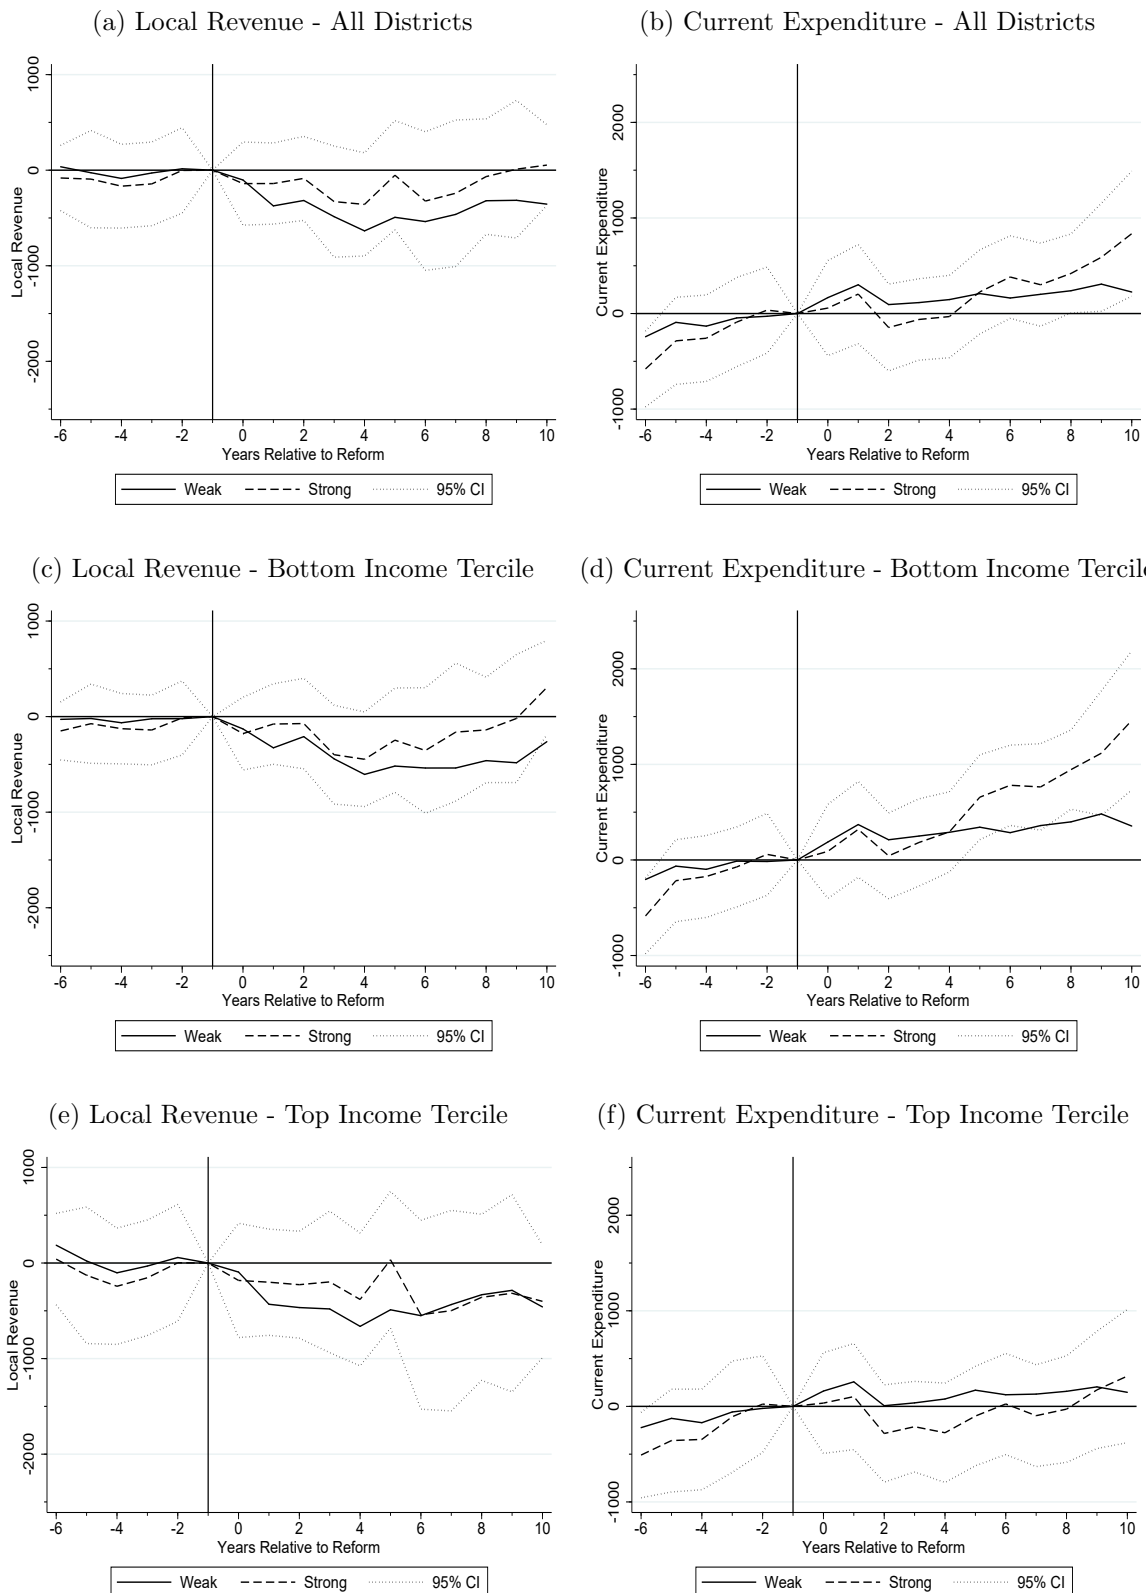 (a) Local Revenue - All Districts
Local Revenue
1000
0
-1000
-2000
-6 -4 -2 0 2 4 6 8 10
Years Relative to Reform
Weak Strong 95% CI
(b) Current Expenditure - All Districts
Current Expenditure
2000
1000
0
-1000
-6 -4 -2 0 2 4 6 8 10
Years Relative to Reform
Weak Strong 95% CI
(c) Local Revenue - Bottom Income Tercile
Local Revenue
1000
0
-1000
-2000
-6 -4 -2 0 2 4 6 8 10
Years Relative to Reform
Weak Strong 95% CI
(d) Current Expenditure - Bottom Income Tercile
Current Expenditure
2000
1000
0
-1000
-6 -4 -2 0 2 4 6 8 10
Years Relative to Reform
Weak Strong 95% CI
(e) Local Revenue - Top Income Tercile
Local Revenue
1000
0
-1000
-2000
-6 -4 -2 0 2 4 6 8 10
Years Relative to Reform
Weak Strong 95% CI
(f) Current Expenditure - Top Income Tercile
Current Expenditure
2000
1000
0
-1000
-6 -4 -2 0 2 4 6 8 10
Years Relative to Reform
Weak Strong 95% CI